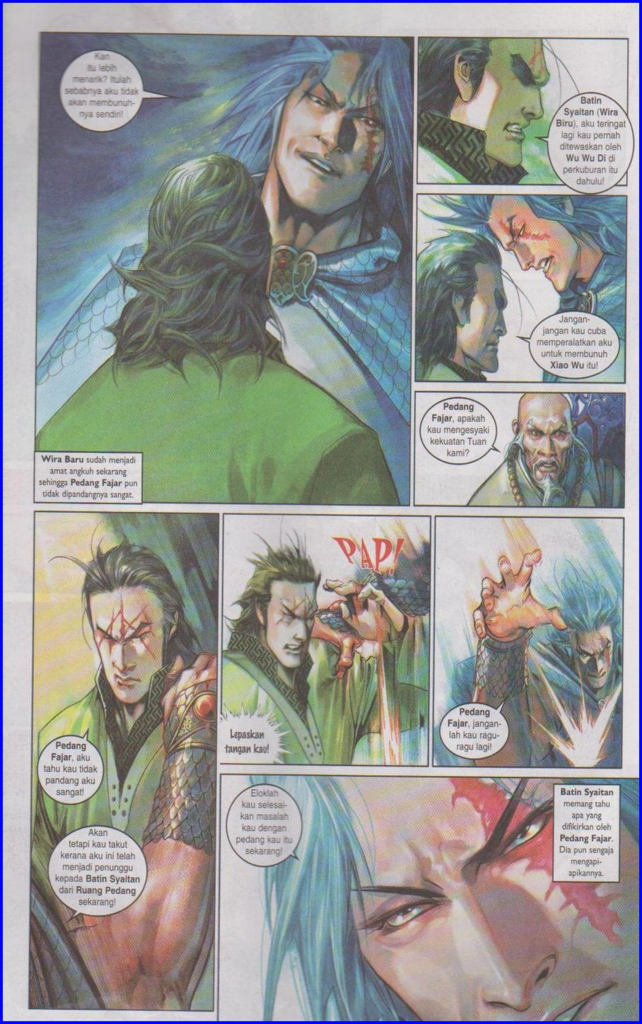 Kan
itu lebih
menarik? Itulah
sebabnya aku tidak
akan membunuh-
nya sendiri!
Wira Baru sudah menjadi
amat angkuh sekarang
sehingga Pedang Fajar pun
tidak dipandangnya sangat.
Batin
Syaitan (Wira
Biru), aku teringat
lagi kau pernah
ditewaskan oleh
Wu Wu Di di
perkuburan itu
dahulu!
Jangan-
jangan kau cuba
memperalatkan aku
untuk membunuh
Xiao Wu itu!
Pedang
Fajar, apakah
kau mengesyaki
kekuatan Tuan
kami?
Pedang
Fajar, aku
tahu kau tidak
pandang aku
sangat!
Akan
tetapi kau takut
kerana aku ini telah
menjadi penunggu
kepada Batin Syaitan
dari Ruang Pedang
sekarang!
PAP!
Lepaskan
tangan kau!
Pedang
Fajar, jangan-
lah kau ragu-
ragu lagi!
Eloklah
kau selesai-
kan masalah
kau dengan
pedang kau itu
sekarang!
Batin Syaitan
memang tahu
apa yang
difikirkan oleh
Pedang Fajar.
Dia pun sengaja
mengapi-
apikannya.